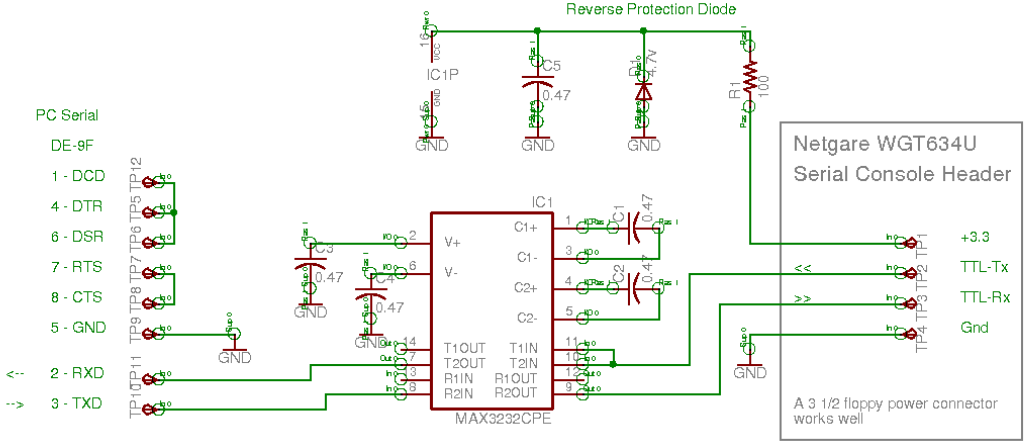 Reverse Protection Diode
16
VCC
IC1P
GND
GND
C5
0.47
GND
D1
4.7v
GND
R1
100
PC Serial
DE-9F
1 - DCD
4 - DTR
6 - DSR
7 - RTS
8 - CTS
5 - GND
<-- 2 - RXD
--> 3 - TXD
TP12
TP5
TP6
TP7
TP8
TP9
TP11
TP10
GND
C3
0.47
GND
C4
0.47
GND
IC1
2 V+
6 V-
14 T1OUT
7 T2OUT
13 R1IN
8 R2IN
C1+ 1
C1- 3
C2+ 4
C2- 5
T1IN 11
T2IN 10
R1OUT 12
R2OUT 9
MAX3232CPE
C1
0.47
C2
0.47
Netgare WGT634U
Serial Console Header
TP1 +3.3
<< TP2 TTL-Tx
>> TP3 TTL-Rx
TP4 Gnd
GND
A 3 1/2 floppy power connector
works well